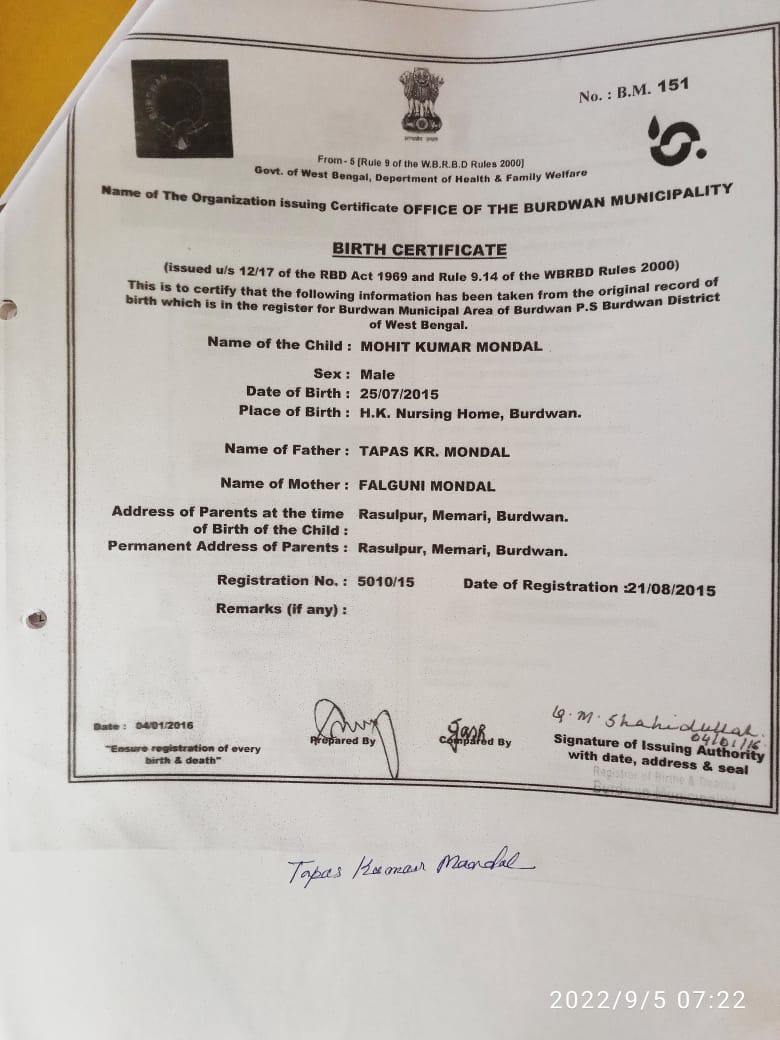 BURDWAN
No. : B.M. 151
From - 5 [Rule 9 of the W.B.R.B.D Rules 2000]
Govt. of West Bengal, Depertment of Health & Family Welfare
Name of The Organization issuing Certificate OFFICE OF THE BURDWAN MUNICIPALITY
BIRTH CERTIFICATE
(issued u/s 12/17 of the RBD Act 1969 and Rule 9.14 of the WBRBD Rules 2000)
This is to certify that the following information has been taken from the original record of
birth which is in the register for Burdwan Municipal Area of Burdwan P.S Burdwan District
of West Bengal.
Name of the Child : MOHIT KUMAR MONDAL
Sex : Male
Date of Birth : 25/07/2015
Place of Birth : H.K. Nursing Home, Burdwan.
Name of Father : TAPAS KR. MONDAL
Name of Mother : FALGUNI MONDAL
Address of Parents at the time Rasulpur, Memari, Burdwan.
of Birth of the Child :
Permanent Address of Parents : Rasulpur, Memari, Burdwan.
Registration No. : 5010/15 Date of Registration :21/08/2015
Remarks (if any) :
G. M. Shahidullah
04/01/16
Date : 04/01/2016
Prepared By
Compared By
Signature of Issuing Authority
with date, address & seal
"Ensure registration of every
birth & death"
Registrar of Births & Deaths
Burdwan Municipality
Tapas Kumar Mandal
2022/9/5 07:22